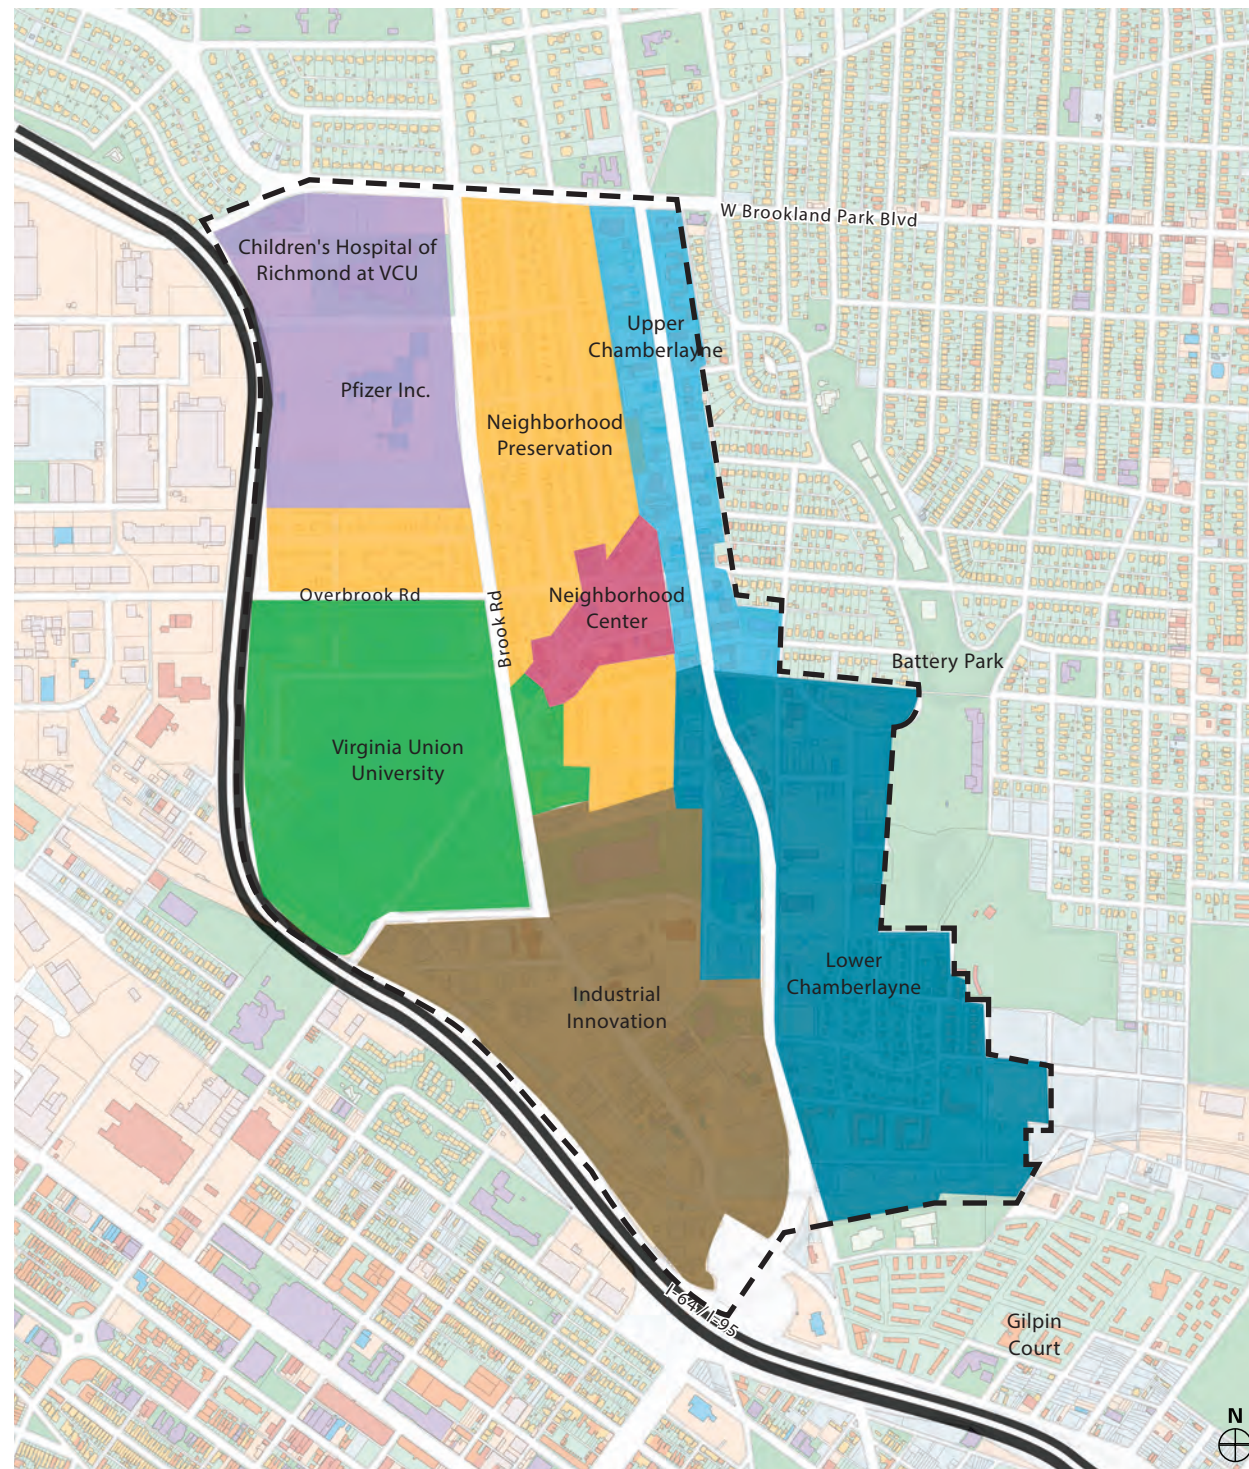 W Brookland Park Blvd
Children's Hospital of
Richmond at VCU
Upper
Chamberlayne
Pfizer Inc.
Neighborhood
Preservation
Overbrook Rd
Brook Rd
Neighborhood
Center
Battery Park
Virginia Union
University
Lower
Chamberlayne
Industrial
Innovation
I-64 / I-95
Gilpin
Court
N